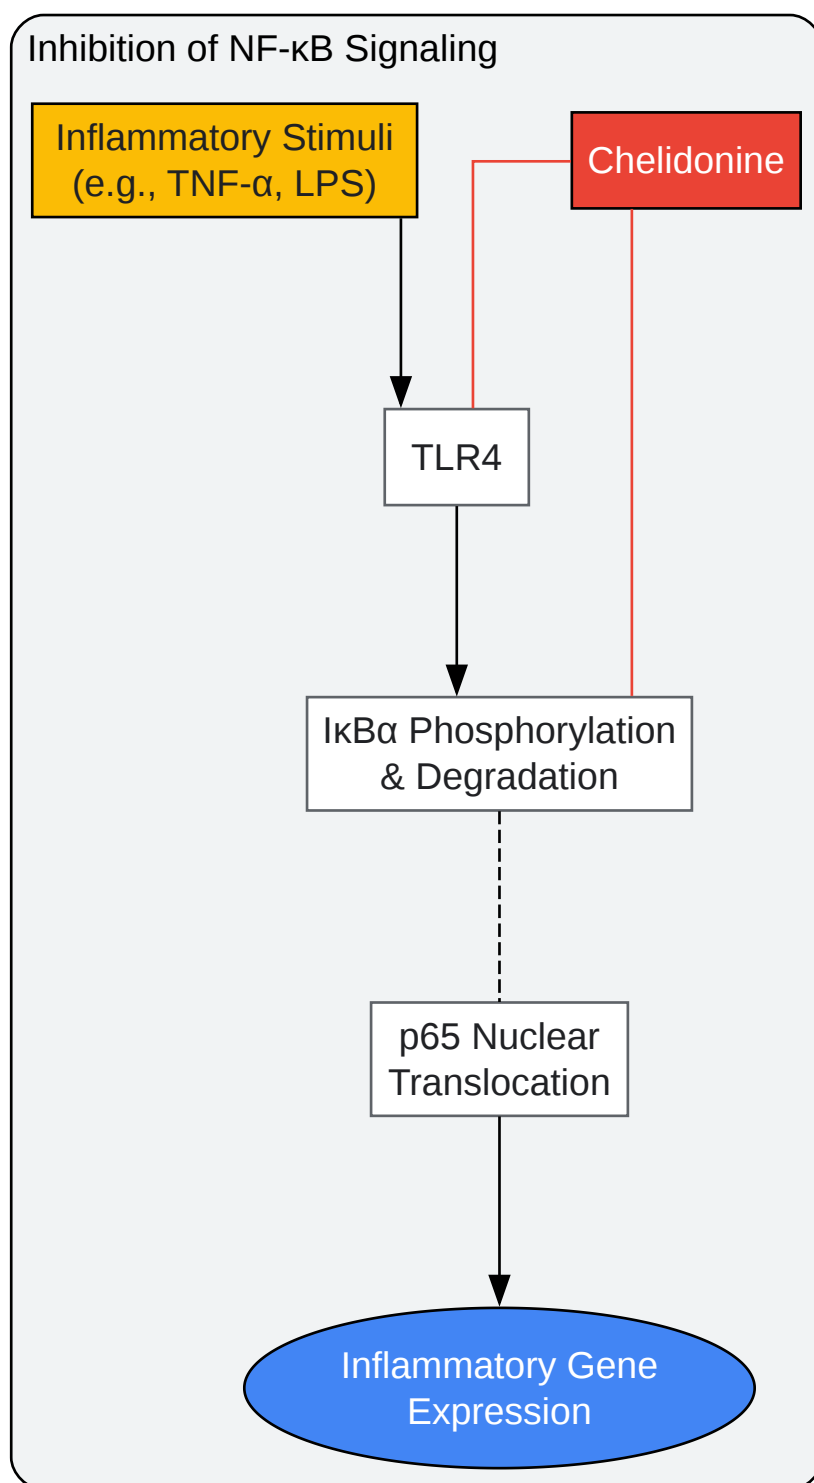 Inhibition of NF-κB Signaling
Inflammatory Stimuli
(e.g., TNF-α, LPS)
Chelidonine
TLR4
IκBα Phosphorylation
& Degradation
p65 Nuclear
Translocation
Inflammatory Gene
Expression